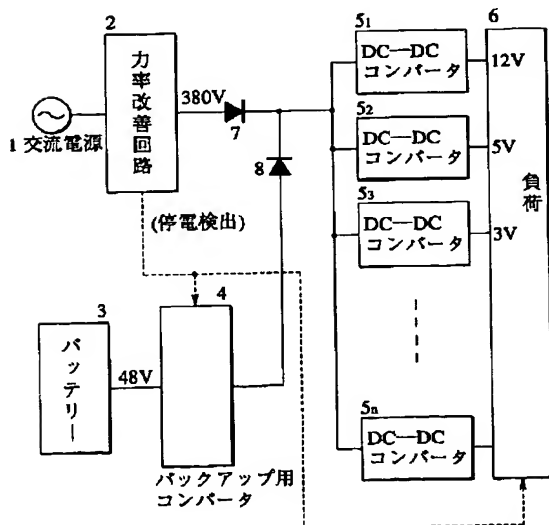 2
力率改善回路
1 交流電源
380V
7
8
(停電検出)
3
バッテリー
48V
4
バックアップ用
コンバータ
5₁
DC—DC
コンバータ
12V
5₂
DC—DC
コンバータ
5V
5₃
DC—DC
コンバータ
3V
5n
DC—DC
コンバータ
6
負荷